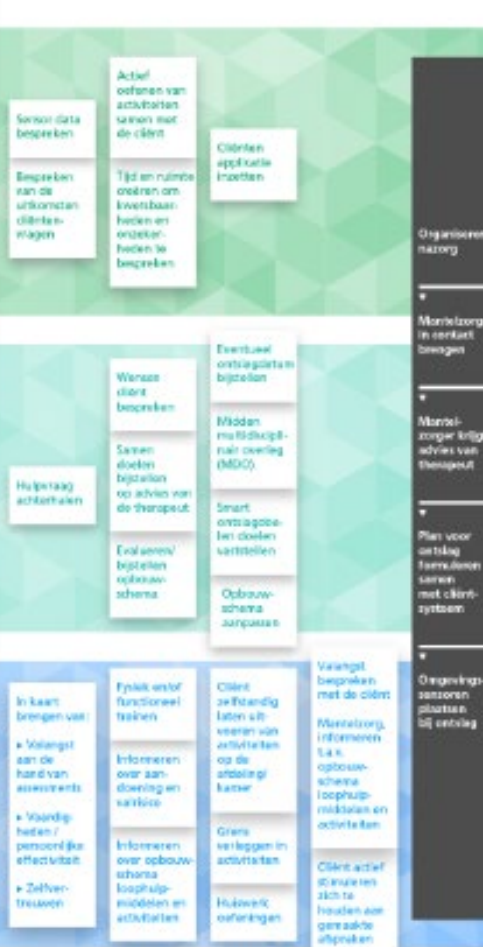 Sensor data
bespreken
Bespreken
van de
uitkomsten
cliënten-
vragen
Actief
oefenen van
activiteiten
samen met
de cliënt
Tijd en ruimte
creëren om
kwetsbaar-
heden en
onzeker-
heden te
bespreken
Cliënten
applicatie
inzetten
Hulpvraag
achterhalen
Wensen
cliënt
bespreken
Samen
doelen
bijstellen
op advies van
de therapeut
Evalueren/
bijstellen
opbouw-
schema
Eventueel
ontslagdatum
bijstellen
Midden
multidiscipli-
nair overleg
(MDO)
Smart
ontslagdoe-
len doelen
vaststellen
Opbouw-
schema
aanpassen
In kaart
brengen van:
▸ Valangst
aan de
hand van
assessments
▸ Vaardig-
heden /
persoonlijke
effectiviteit
▸ Zelfver-
trouwen
Fysiek en/of
functioneel
trainen
Informeren
over aan-
doening en
valrisico
Informeren
over opbouw-
schema
loophulp-
middelen en
activiteiten
Cliënt
zelfstandig
laten uit-
voeren van
activiteiten
op de
afdeling/
kamer
Grens
verleggen in
activiteiten
Huiswerk
oefeningen
Valangst
bespreken
met de cliënt
Mantelzorg
informeren
t.a.v.
opbouw-
schema
loophulp-
middelen en
activiteiten
Cliënt actief
stimuleren
zich te
houden aan
gemaakte
afspraken
Organiseren
nazorg
Mantelzorg
in contact
brengen
Mantel-
zorger krijg
advies van
therapeut
Plan voor
ontslag
formuleren
samen
met cliënt-
systeem
Omgevings-
sensoren
plaatsen
bij ontslag